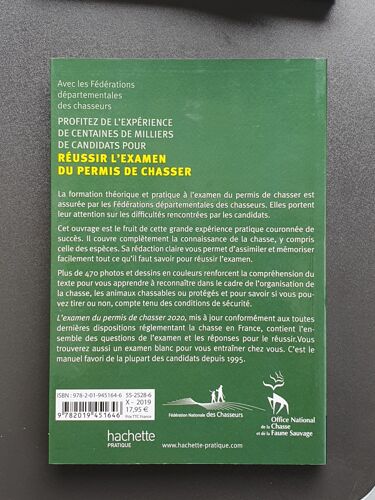 Avec les Fédérations
départementales
des chasseurs
PROFITEZ DE L'EXPÉRIENCE
DE CENTAINES DE MILLIERS
DE CANDIDATS POUR
RÉUSSIR L'EXAMEN
DU PERMIS DE CHASSER
La formation théorique et pratique à l'examen du permis de chasser est
assurée par les Fédérations départementales des chasseurs. Elles portent
leur attention sur les difficultés rencontrées par les candidats.
Cet ouvrage est le fruit de cette grande expérience pratique couronnée de
succès. Il couvre complètement la connaissance de la chasse, y compris
celle des espèces. Sa rédaction claire vous permet d'assimiler et mémoriser
facilement tout ce qu'il faut savoir pour réussir l'examen.
Plus de 470 photos et dessins en couleurs renforcent la compréhension du
texte pour vous apprendre à reconnaître dans le cadre de l'organisation de
la chasse, les animaux chassables ou protégés et pour savoir si vous pou-
vez tirer ou non, compte tenu des conditions de sécurité.
L'examen du permis de chasser 2020, mis à jour conformément aux toutes
dernières dispositions réglementant la chasse en France, contient l'en-
semble des questions de l'examen et les réponses pour le réussir. Vous
trouverez aussi un examen blanc pour vous entraîner chez vous. C'est le
manuel favori de la plupart des candidats depuis 1995.
ISBN : 978-2-01-945164-6
55-2528-6
X – 2019
17,95 €
Prix TTC France
9 782019 451646
hachette
PRATIQUE
Fédération Nationale des Chasseurs
Office National
de la Chasse
et de la Faune Sauvage
www.hachette-pratique.com